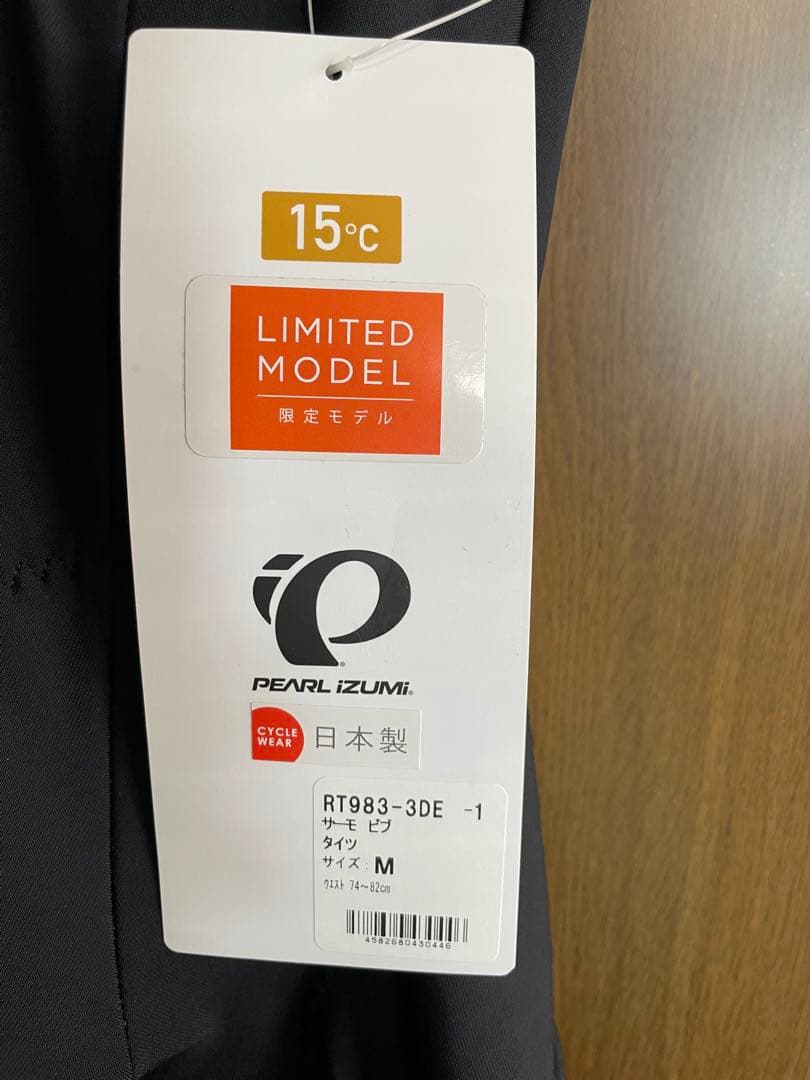 15°C
LIMITED
MODEL
限定モデル
PEARL iZUMi
CYCLE
WEAR
日本製
RT983-3DE -1
サーモ ビブ
タイツ
サイズ: M
ウエスト 74〜82cm
4582680430446